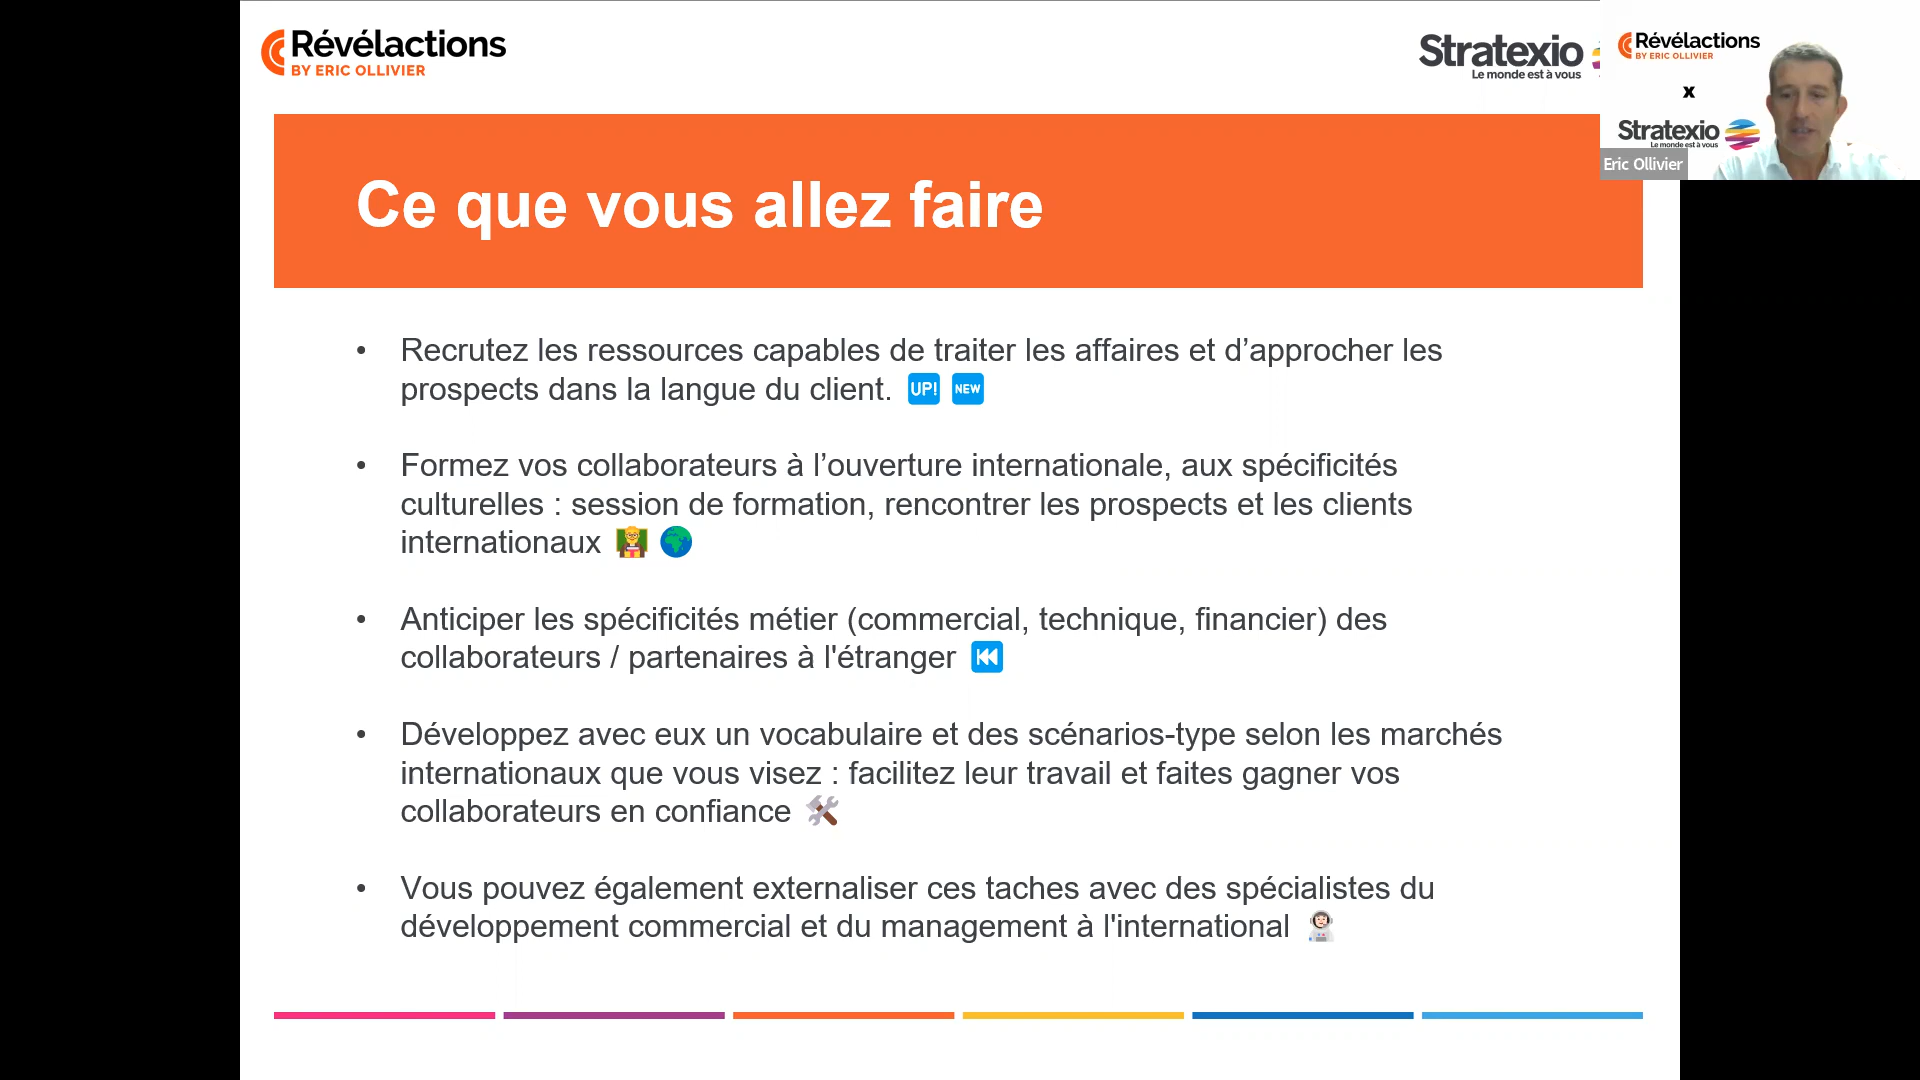 Révélactions
BY ERIC OLLIVIER
Stratexio
Le monde est à vous
Révélactions
BY ERIC OLLIVIER
x
Stratexio
Le monde est à vous
Eric Ollivier
Ce que vous allez faire
• Recrutez les ressources capables de traiter les affaires et d’approcher les
prospects dans la langue du client. UP! NEW
• Formez vos collaborateurs à l’ouverture internationale, aux spécificités
culturelles : session de formation, rencontrer les prospects et les clients
internationaux
• Anticiper les spécificités métier (commercial, technique, financier) des
collaborateurs / partenaires à l'étranger
• Développez avec eux un vocabulaire et des scénarios-type selon les marchés
internationaux que vous visez : facilitez leur travail et faites gagner vos
collaborateurs en confiance
• Vous pouvez également externaliser ces taches avec des spécialistes du
développement commercial et du management à l'international